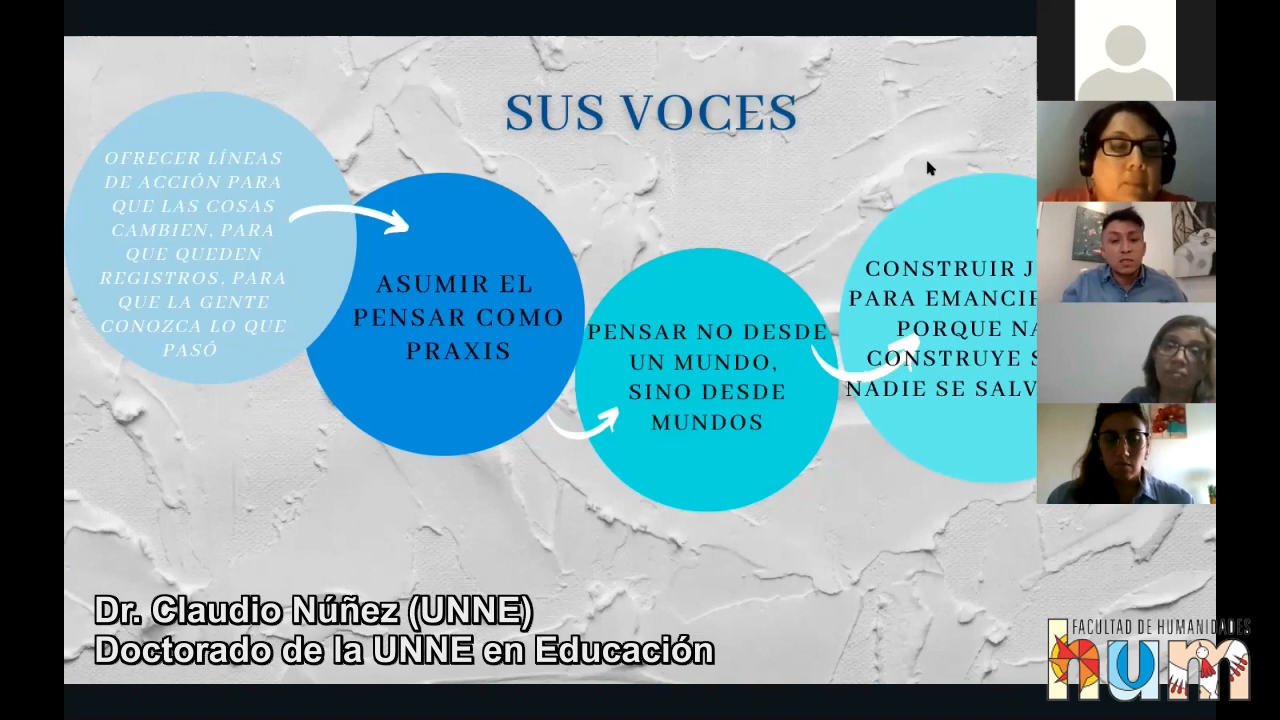 SUS VOCES
OFRECER LÍNEAS
DE ACCIÓN PARA
QUE LAS COSAS
CAMBIEN, PARA
QUE QUEDEN
REGISTROS, PARA
QUE LA GENTE
CONOZCA LO QUE
PASÓ
ASUMIR EL
PENSAR COMO
PRAXIS
PENSAR NO DESDE
UN MUNDO,
SINO DESDE
MUNDOS
CONSTRUIR
PARA
PORQUE
CONSTRUYE
NADIE SE
Dr. Claudio Núñez (UNNE)
Doctorado de la UNNE en Educación
FACULTAD DE HUMANIDADES
hum